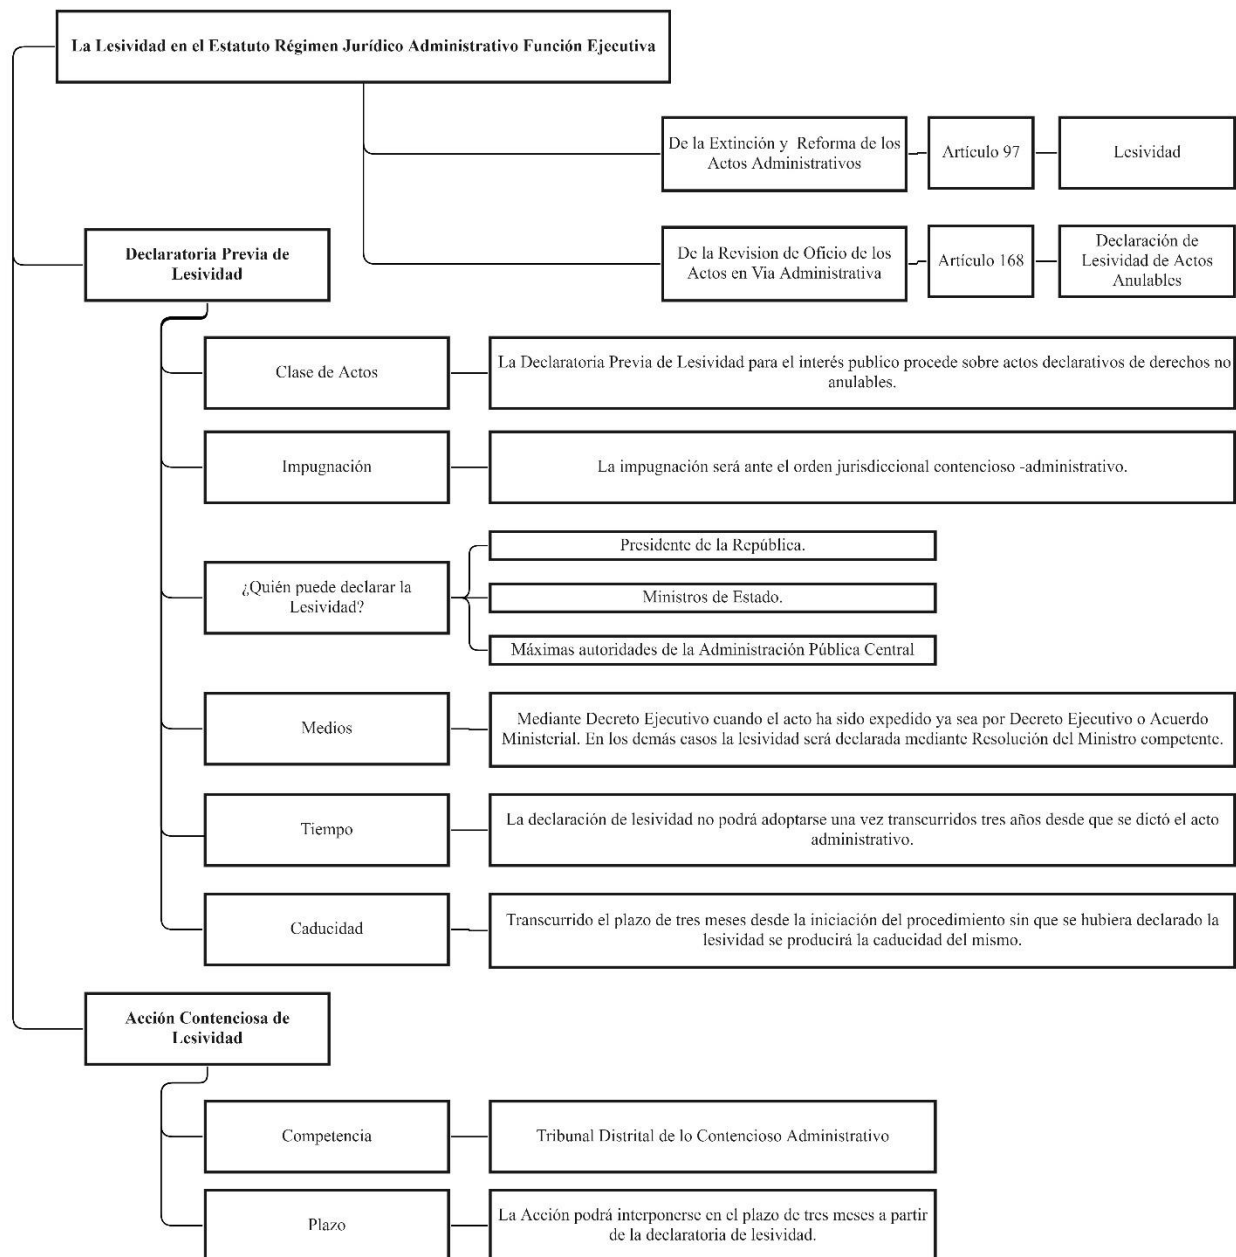 La Lesividad en el Estatuto Régimen Jurídico Administrativo Función Ejecutiva
De la Extinción y Reforma de los
Actos Administrativos
Artículo 97
Lesividad
De la Revision de Oficio de los
Actos en Via Administrativa
Artículo 168
Declaración de
Lesividad de Actos
Anulables
Declaratoria Previa de
Lesividad
Clase de Actos
La Declaratoria Previa de Lesividad para el interés publico procede sobre actos declarativos de derechos no
anulables.
Impugnación
La impugnación será ante el orden jurisdiccional contencioso -administrativo.
¿Quién puede declarar la
Lesividad?
Presidente de la República.
Ministros de Estado.
Máximas autoridades de la Administración Pública Central
Medios
Mediante Decreto Ejecutivo cuando el acto ha sido expedido ya sea por Decreto Ejecutivo o Acuerdo
Ministerial. En los demás casos la lesividad será declarada mediante Resolución del Ministro competente.
Tiempo
La declaración de lesividad no podrá adoptarse una vez transcurridos tres años desde que se dictó el acto
administrativo.
Caducidad
Transcurrido el plazo de tres meses desde la iniciación del procedimiento sin que se hubiera declarado la
lesividad se producirá la caducidad del mismo.
Acción Contenciosa de
Lesividad
Competencia
Tribunal Distrital de lo Contencioso Administrativo
Plazo
La Acción podrá interponerse en el plazo de tres meses a partir
de la declaratoria de lesividad.